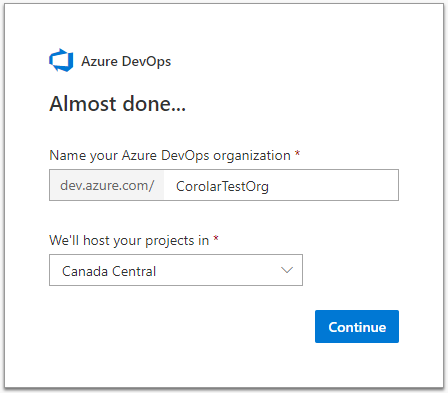 Azure DevOps
Almost done...
Name your Azure DevOps organization *
dev.azure.com/ CorolarTestOrg
We'll host your projects in *
Canada Central
Continue